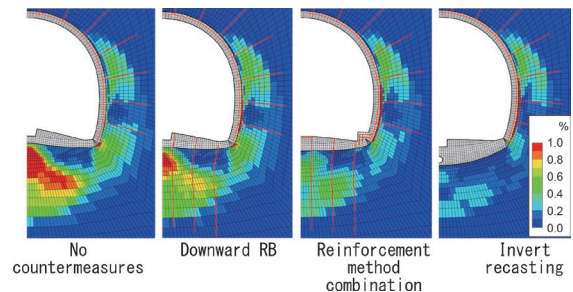 %
1.0
0.8
0.6
0.4
0.2
0.0
No
countermeasures
Downward RB
Reinforcement
method
combination
Invert
recasting